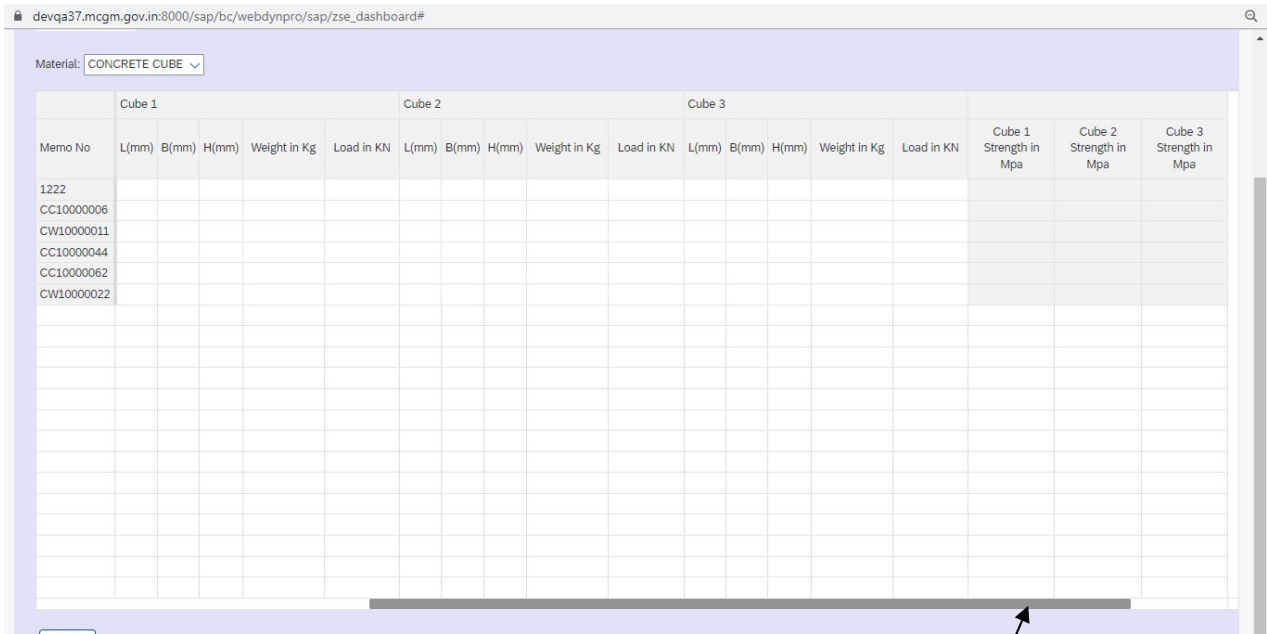 devqa37.mcgm.gov.in:8000/sap/bc/webdynpro/sap/zse_dashboard#
Material: CONCRETE CUBE
Cube 1 Cube 2 Cube 3
Memo No L(mm) B(mm) H(mm) Weight in Kg Load in KN L(mm) B(mm) H(mm) Weight in Kg Load in KN L(mm) B(mm) H(mm) Weight in Kg Load in KN Cube 1 Strength in Mpa Cube 2 Strength in Mpa Cube 3 Strength in Mpa
1222
CC10000006
CW10000011
CC10000044
CC10000062
CW10000022